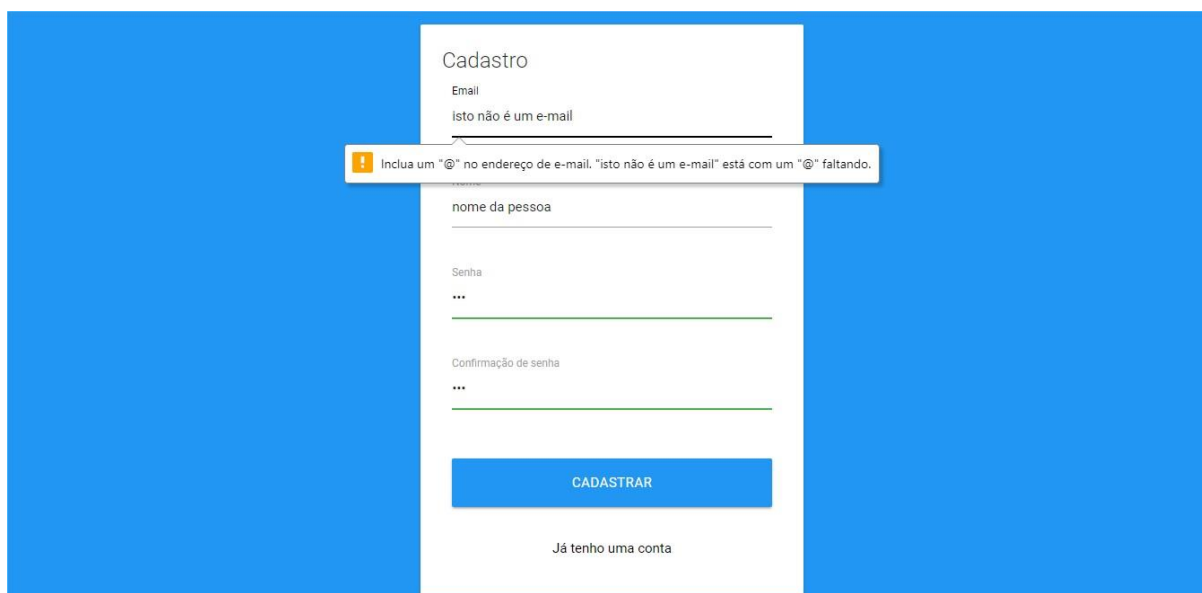 Cadastro
Email
isto não é um e-mail
Inclua um "@" no endereço de e-mail. "isto não é um e-mail" está com um "@" faltando.
nome da pessoa
Senha
•••
Confirmação de senha
•••
CADASTRAR
Já tenho uma conta